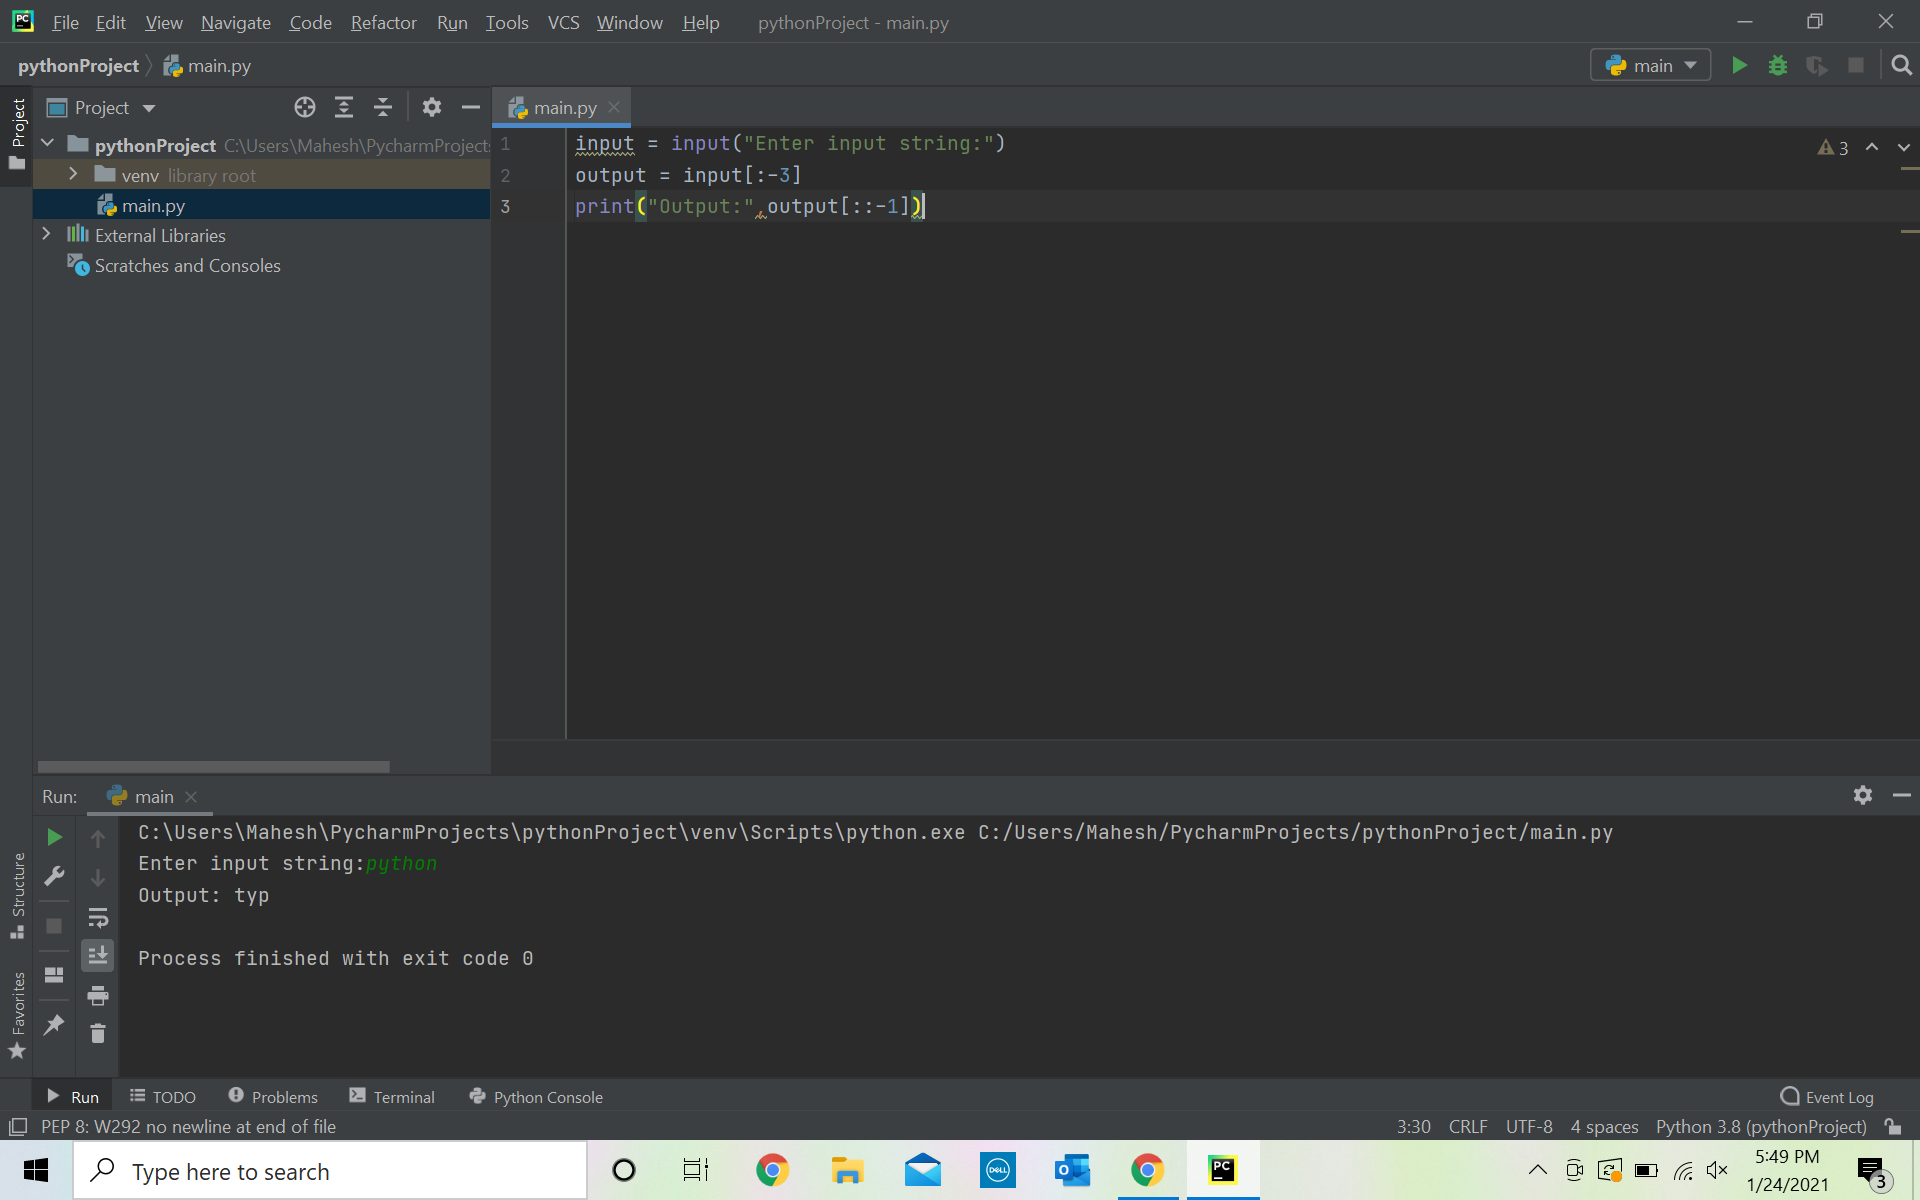 PC File Edit View Navigate Code Refactor Run Tools VCS Window Help pythonProject - main.py
pythonProject main.py main
Project
Project
main.py
pythonProject C:\Users\Mahesh\PycharmProject
venv library root
main.py
External Libraries
Scratches and Consoles
1 input = input("Enter input string:")
2 output = input[:-3]
3 print("Output:",output[::-1])
3
Run: main
C:\Users\Mahesh\PycharmProjects\pythonProject\venv\Scripts\python.exe C:/Users/Mahesh/PycharmProjects/pythonProject/main.py
Enter input string:python
Output: typ
Process finished with exit code 0
Structure
Favorites
Run TODO Problems Terminal Python Console Event Log
PEP 8: W292 no newline at end of file 3:30 CRLF UTF-8 4 spaces Python 3.8 (pythonProject)
Type here to search
DELL
O
PC
5:49 PM
1/24/2021
3